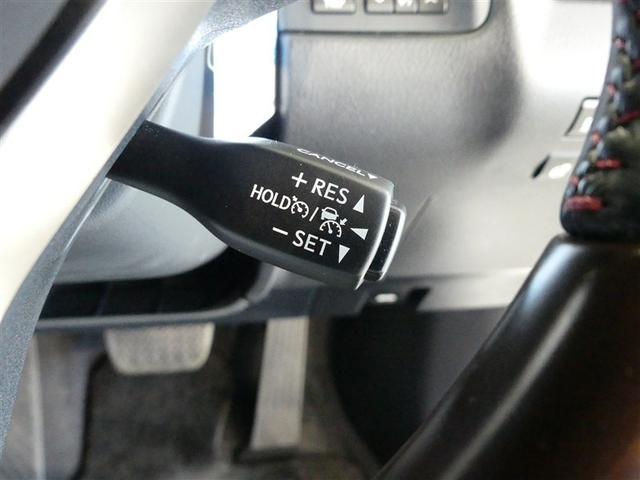 CANCEL
+ RES ▲
HOLD / ◀
− SET ▼